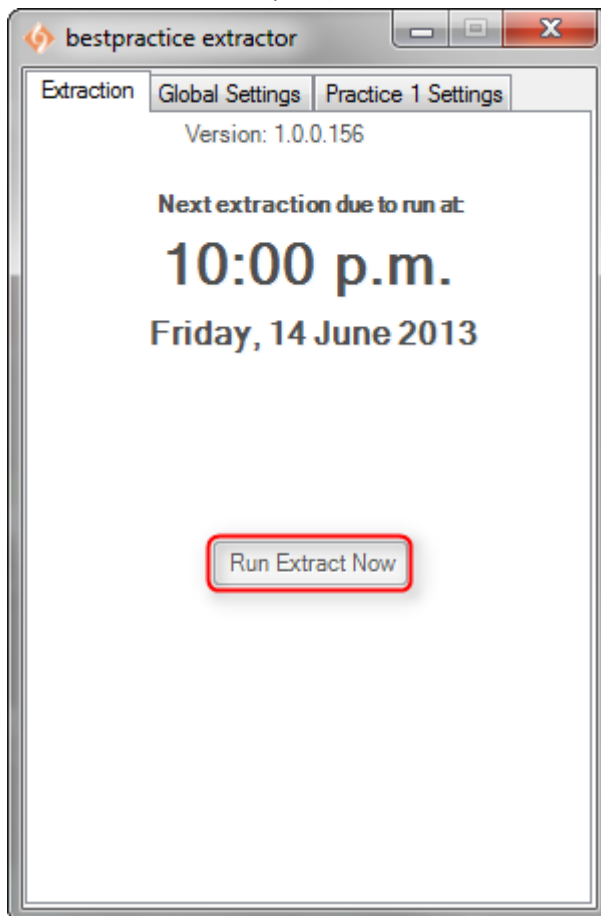 bestpractice extractor
Extraction Global Settings Practice 1 Settings
Version: 1.0.0.156
Next extraction due to run at:
10:00 p.m.
Friday, 14 June 2013
Run Extract Now